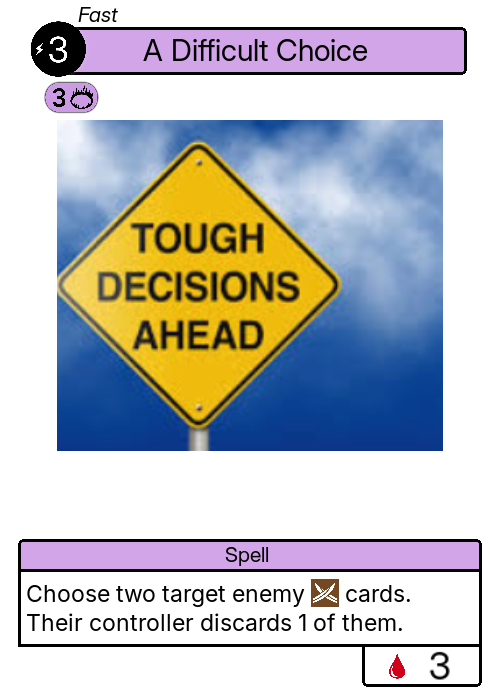 Fast
3 A Difficult Choice
3
TOUGH
DECISIONS
AHEAD
Spell
Choose two target enemy cards.
Their controller discards 1 of them.
3